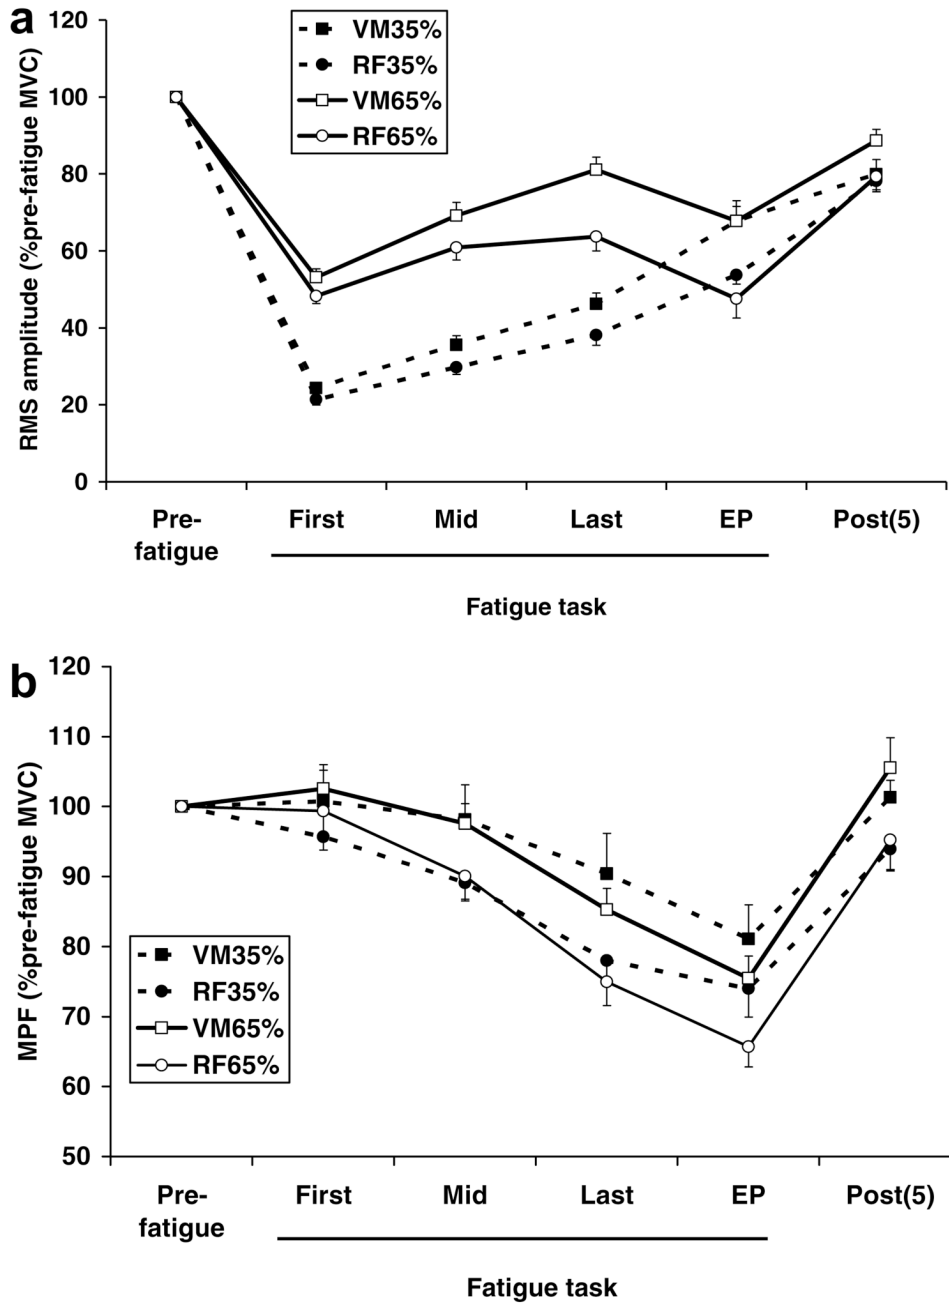 a
120
100
80
60
40
20
0
RMS amplitude (%pre-fatigue MVC)
VM35%
RF35%
VM65%
RF65%
Pre-
fatigue
First
Mid
Last
EP
Post(5)
Fatigue task
b
120
110
100
90
80
70
60
50
MPF (%pre-fatigue MVC)
VM35%
RF35%
VM65%
RF65%
Pre-
fatigue
First
Mid
Last
EP
Post(5)
Fatigue task